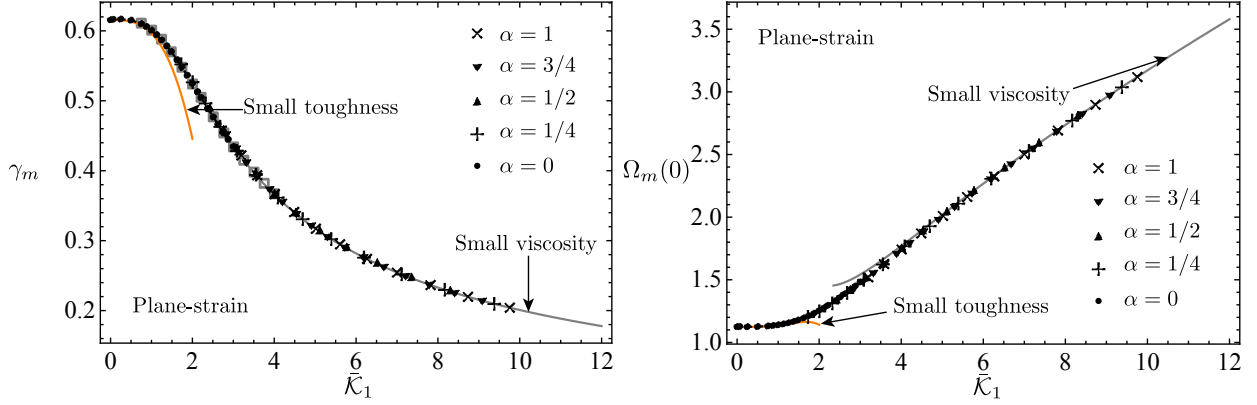 0.6
0.5
0.4
0.3
0.2
γ_m
α = 1
α = 3/4
α = 1/2
α = 1/4
α = 0
Small toughness
Small viscosity
Plane-strain
0 2 4 6 8 10 12
𝒦̄₁
3.5
3.0
2.5
2.0
1.5
1.0
Ω_m(0)
Plane-strain
Small viscosity
α = 1
α = 3/4
α = 1/2
α = 1/4
α = 0
Small toughness
0 2 4 6 8 10 12
𝒦̄₁